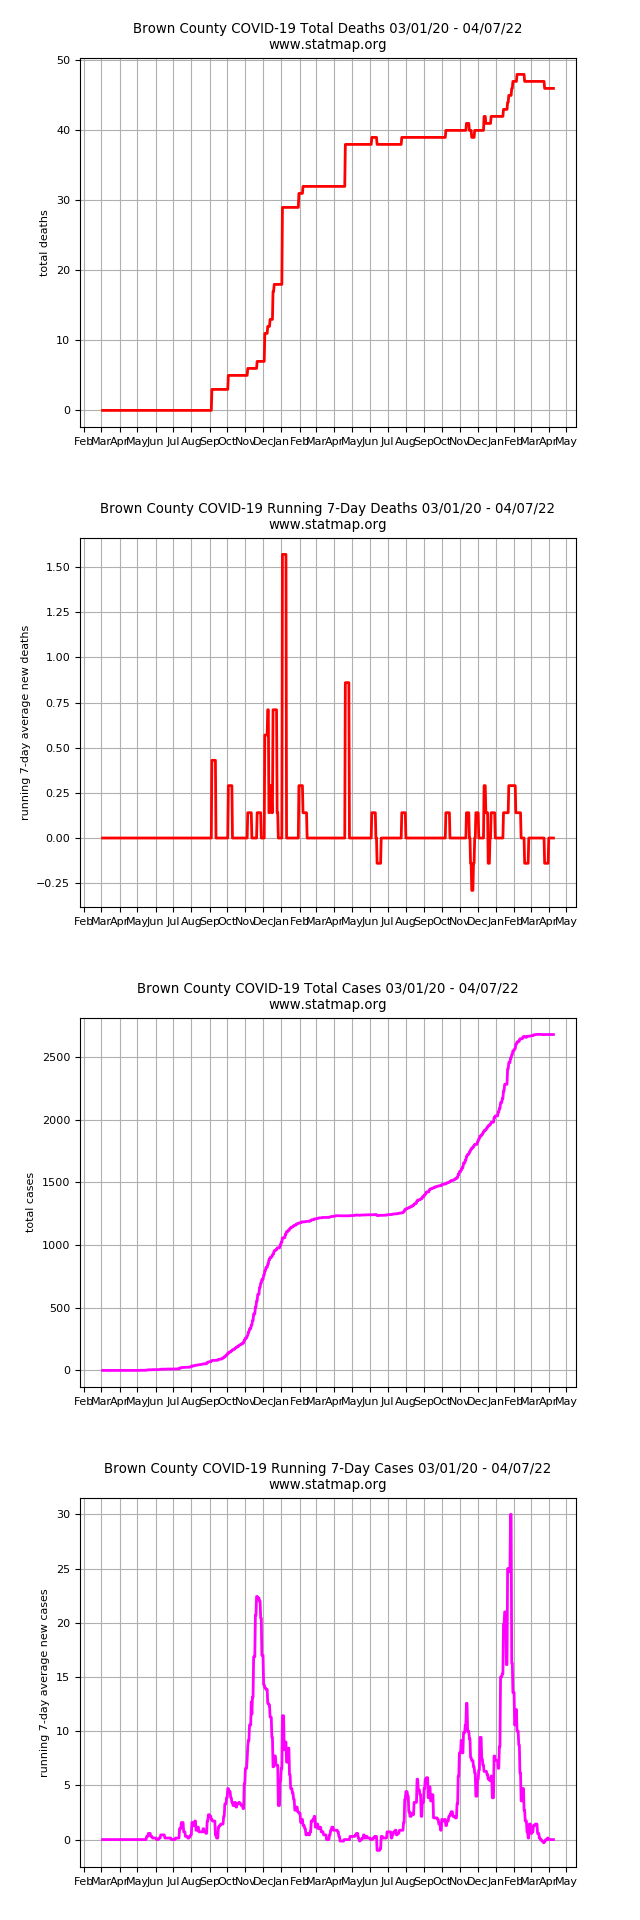 Brown County COVID-19 Total Deaths 03/01/20 - 04/07/22
www.statmap.org
50
40
30
20
10
0
total deaths
Feb Mar Apr May Jun Jul Aug Sep Oct Nov Dec Jan Feb Mar Apr May Jun Jul Aug Sep Oct Nov Dec Jan Feb Mar Apr May
Brown County COVID-19 Running 7-Day Deaths 03/01/20 - 04/07/22
www.statmap.org
1.50
1.25
1.00
0.75
0.50
0.25
0.00
−0.25
running 7-day average new deaths
Feb Mar Apr May Jun Jul Aug Sep Oct Nov Dec Jan Feb Mar Apr May Jun Jul Aug Sep Oct Nov Dec Jan Feb Mar Apr May
Brown County COVID-19 Total Cases 03/01/20 - 04/07/22
www.statmap.org
2500
2000
1500
1000
500
0
total cases
Feb Mar Apr May Jun Jul Aug Sep Oct Nov Dec Jan Feb Mar Apr May Jun Jul Aug Sep Oct Nov Dec Jan Feb Mar Apr May
Brown County COVID-19 Running 7-Day Cases 03/01/20 - 04/07/22
www.statmap.org
30
25
20
15
10
5
0
running 7-day average new cases
Feb Mar Apr May Jun Jul Aug Sep Oct Nov Dec Jan Feb Mar Apr May Jun Jul Aug Sep Oct Nov Dec Jan Feb Mar Apr May